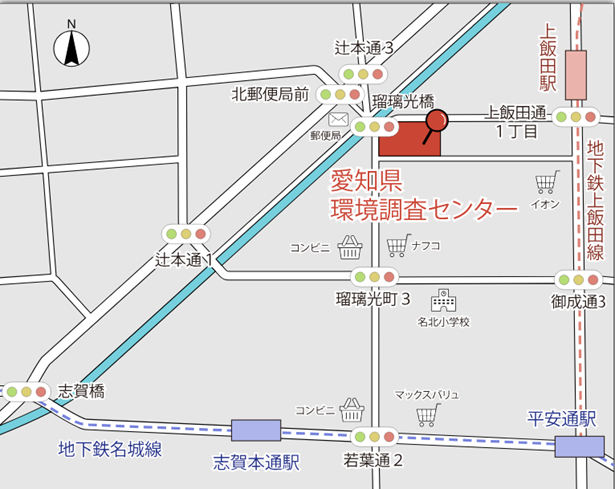 N
辻本通3
上飯田駅
北郵便局前
瑠璃光橋
郵便局
上飯田通
1丁目
地下鉄上飯田線
愛知県
環境調査センター
イオン
コンビニ
ナフコ
辻本通1
瑠璃光町3
御成通3
名北小学校
志賀橋
マックスバリュ
コンビニ
平安通駅
地下鉄名城線
志賀本通駅
若葉通2